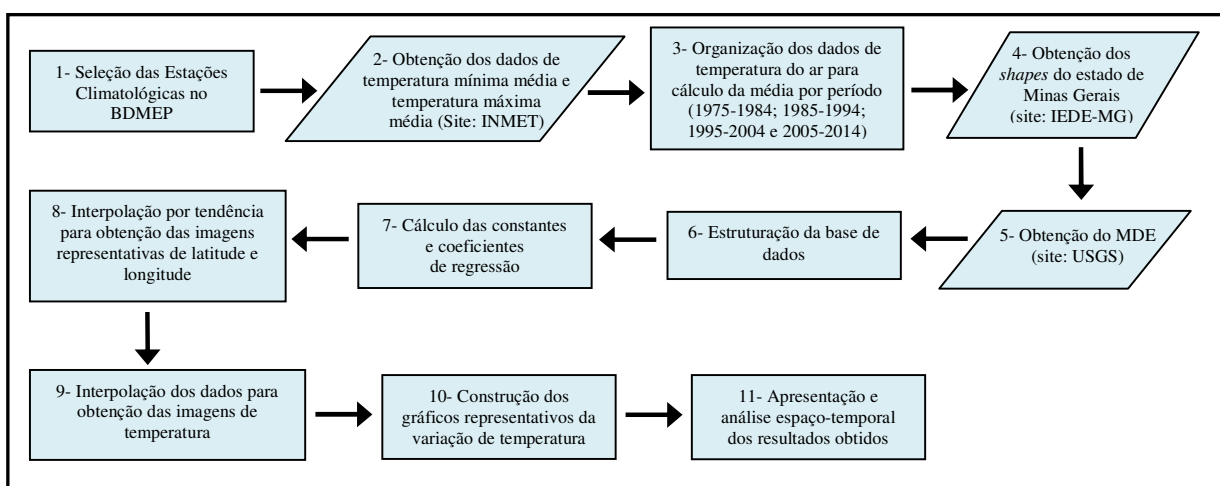 1- Seleção das Estações
Climatológicas no
BDMEP
2- Obtenção dos dados de
temperatura mínima média e
temperatura máxima
média (Site: INMET)
3- Organização dos dados de
temperatura do ar para
cálculo da média por período
(1975-1984; 1985-1994;
1995-2004 e 2005-2014)
4- Obtenção dos
shapes do estado de
Minas Gerais
(site: IEDE-MG)
5- Obtenção do MDE
(site: USGS)
6- Estruturação da base de
dados
7- Cálculo das constantes
e coeficientes
de regressão
8- Interpolação por tendência
para obtenção das imagens
representativas de latitude e
longitude
9- Interpolação dos dados para
obtenção das imagens de
temperatura
10- Construção dos
gráficos representativos da
variação de temperatura
11- Apresentação e
análise espaço-temporal
dos resultados obtidos